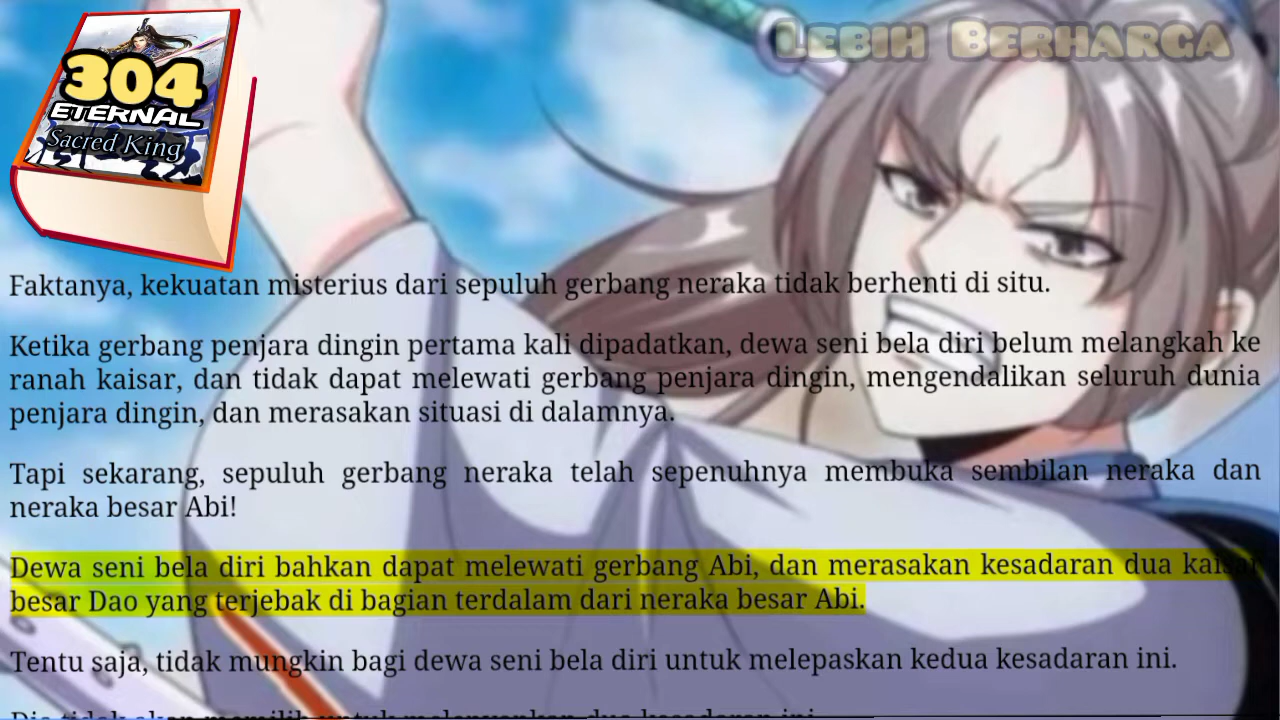 LEBIH BERHARGA
304
ETERNAL
Sacred King
Faktanya, kekuatan misterius dari sepuluh gerbang neraka tidak berhenti di situ.
Ketika gerbang penjara dingin pertama kali dipadatkan, dewa seni bela diri belum melangkah ke
ranah kaisar, dan tidak dapat melewati gerbang penjara dingin, mengendalikan seluruh dunia
penjara dingin, dan merasakan situasi di dalamnya.
Tapi sekarang, sepuluh gerbang neraka telah sepenuhnya membuka sembilan neraka dan
neraka besar Abi!
Dewa seni bela diri bahkan dapat melewati gerbang Abi, dan merasakan kesadaran dua kaisar
besar Dao yang terjebak di bagian terdalam dari neraka besar Abi.
Tentu saja, tidak mungkin bagi dewa seni bela diri untuk melepaskan kedua kesadaran ini.